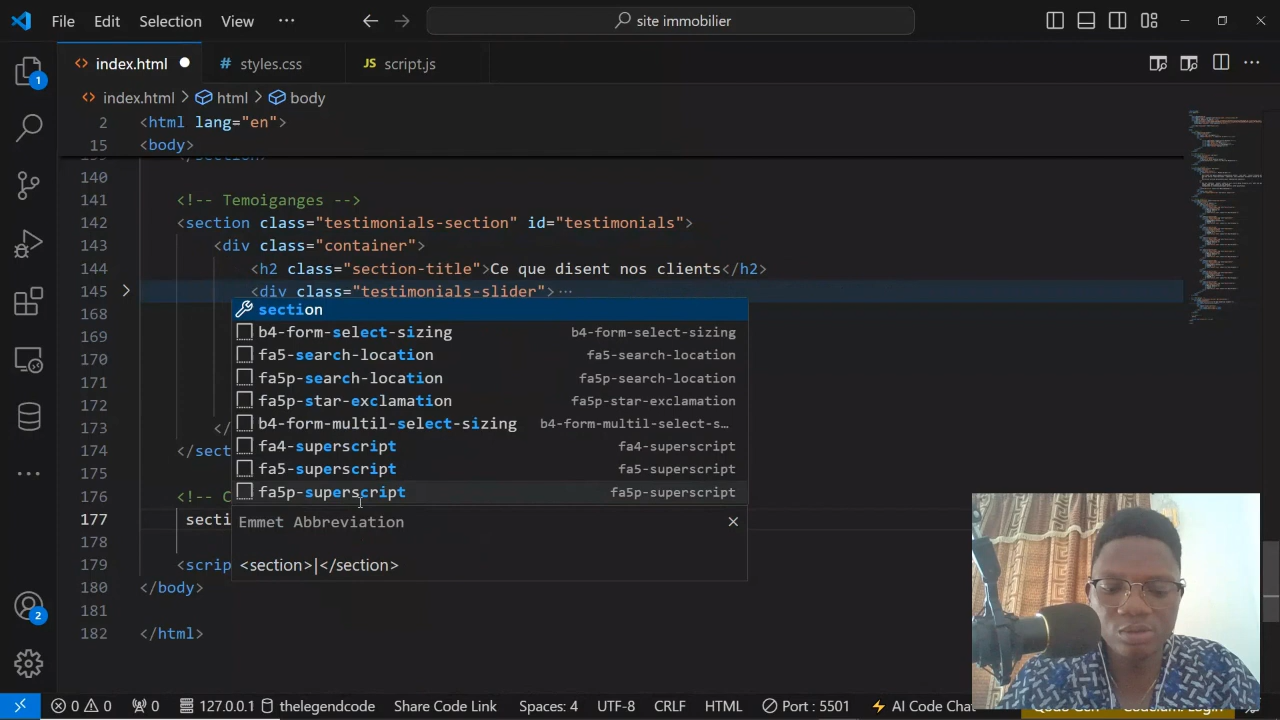 File Edit Selection View ··· site immobilier
index.html styles.css JS script.js
index.html > html > body
2 <html lang="en">
15 <body>
140
141 <!-- Temoiganges -->
142 <section class="testimonials-section" id="testimonials">
143 <div class="container">
144 <h2 class="section-title">Ce que disent nos clients</h2>
145 <div class="testimonials-slider"> ···
section
168
b4-form-select-sizing b4-form-select-sizing
169
fa5-search-location fa5-search-location
170
fa5p-search-location fa5p-search-location
171
fa5p-star-exclamation fa5p-star-exclamation
172
b4-form-multil-select-sizing b4-form-multil-select-s…
173 </
fa4-superscript fa4-superscript
174 </sect
fa5-superscript fa5-superscript
175
fa5p-superscript fa5p-superscript
176 <!-- C
177 secti
Emmet Abbreviation
178
<section>|</section>
179 <scrip
180 </body>
181
182 </html>
1
2
0 0 0 127.0.0.1 thelegendcode Share Code Link Spaces: 4 UTF-8 CRLF HTML Port : 5501 AI Code Chat